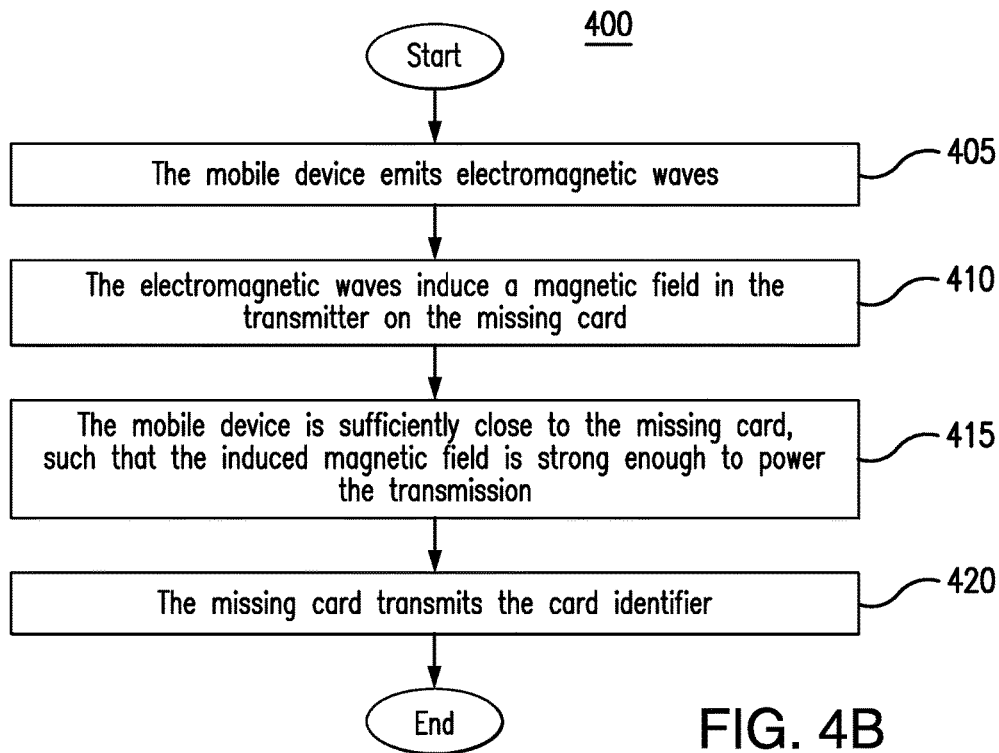 400
Start
The mobile device emits electromagnetic waves
405
The electromagnetic waves induce a magnetic field in the
transmitter on the missing card
410
The mobile device is sufficiently close to the missing card,
such that the induced magnetic field is strong enough to power
the transmission
415
The missing card transmits the card identifier
420
End
FIG. 4B